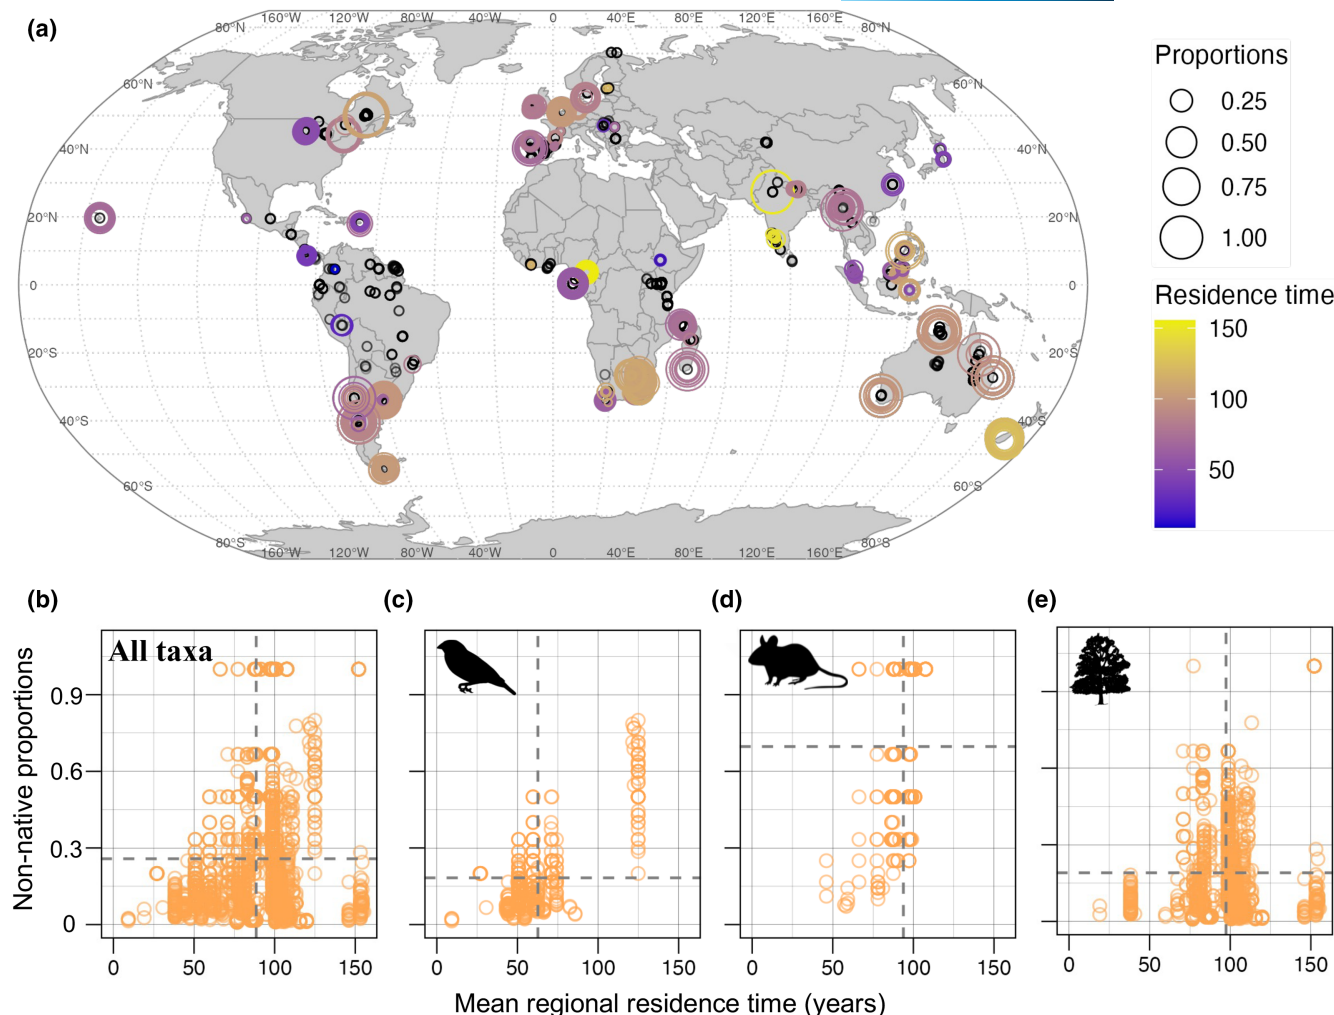 (a)
160°W 120°W 80°W 40°W 0 40°E 80°E 120°E 160°E
80°N 80°N
60°N 60°N
40°N 40°N
20°N 20°N
0 0
20°S 20°S
40°S 40°S
60°S 60°S
80°S 80°S
160°W 120°W 80°W 40°W 0 40°E 80°E 120°E 160°E
Proportions
0.25
0.50
0.75
1.00
Residence time
150
100
50
(b) (c) (d) (e)
All taxa
Non-native proportions
0.9
0.6
0.3
0
0 50 100 150 0 50 100 150 0 50 100 150 0 50 100 150
Mean regional residence time (years)